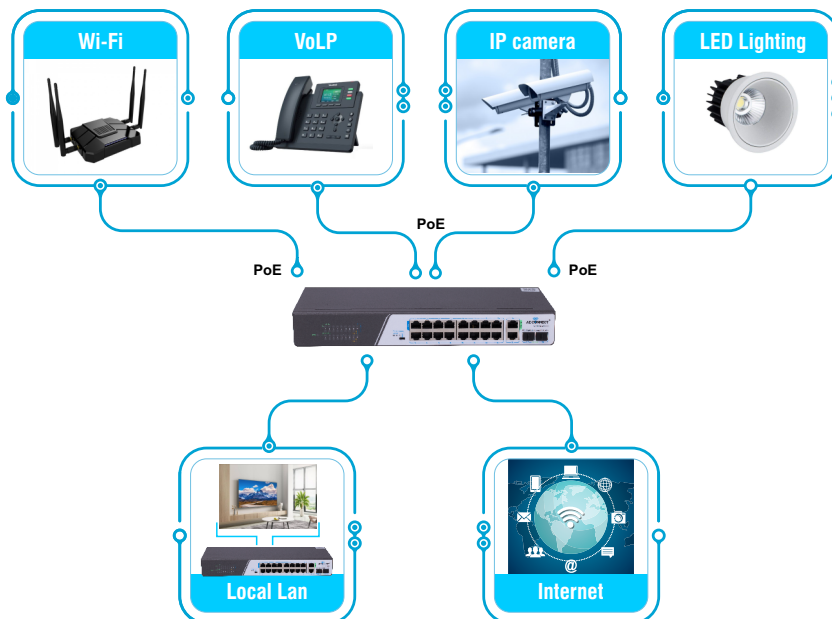 Wi-Fi
VoLP
IP camera
LED Lighting
PoE
PoE
PoE
Local Lan
Internet